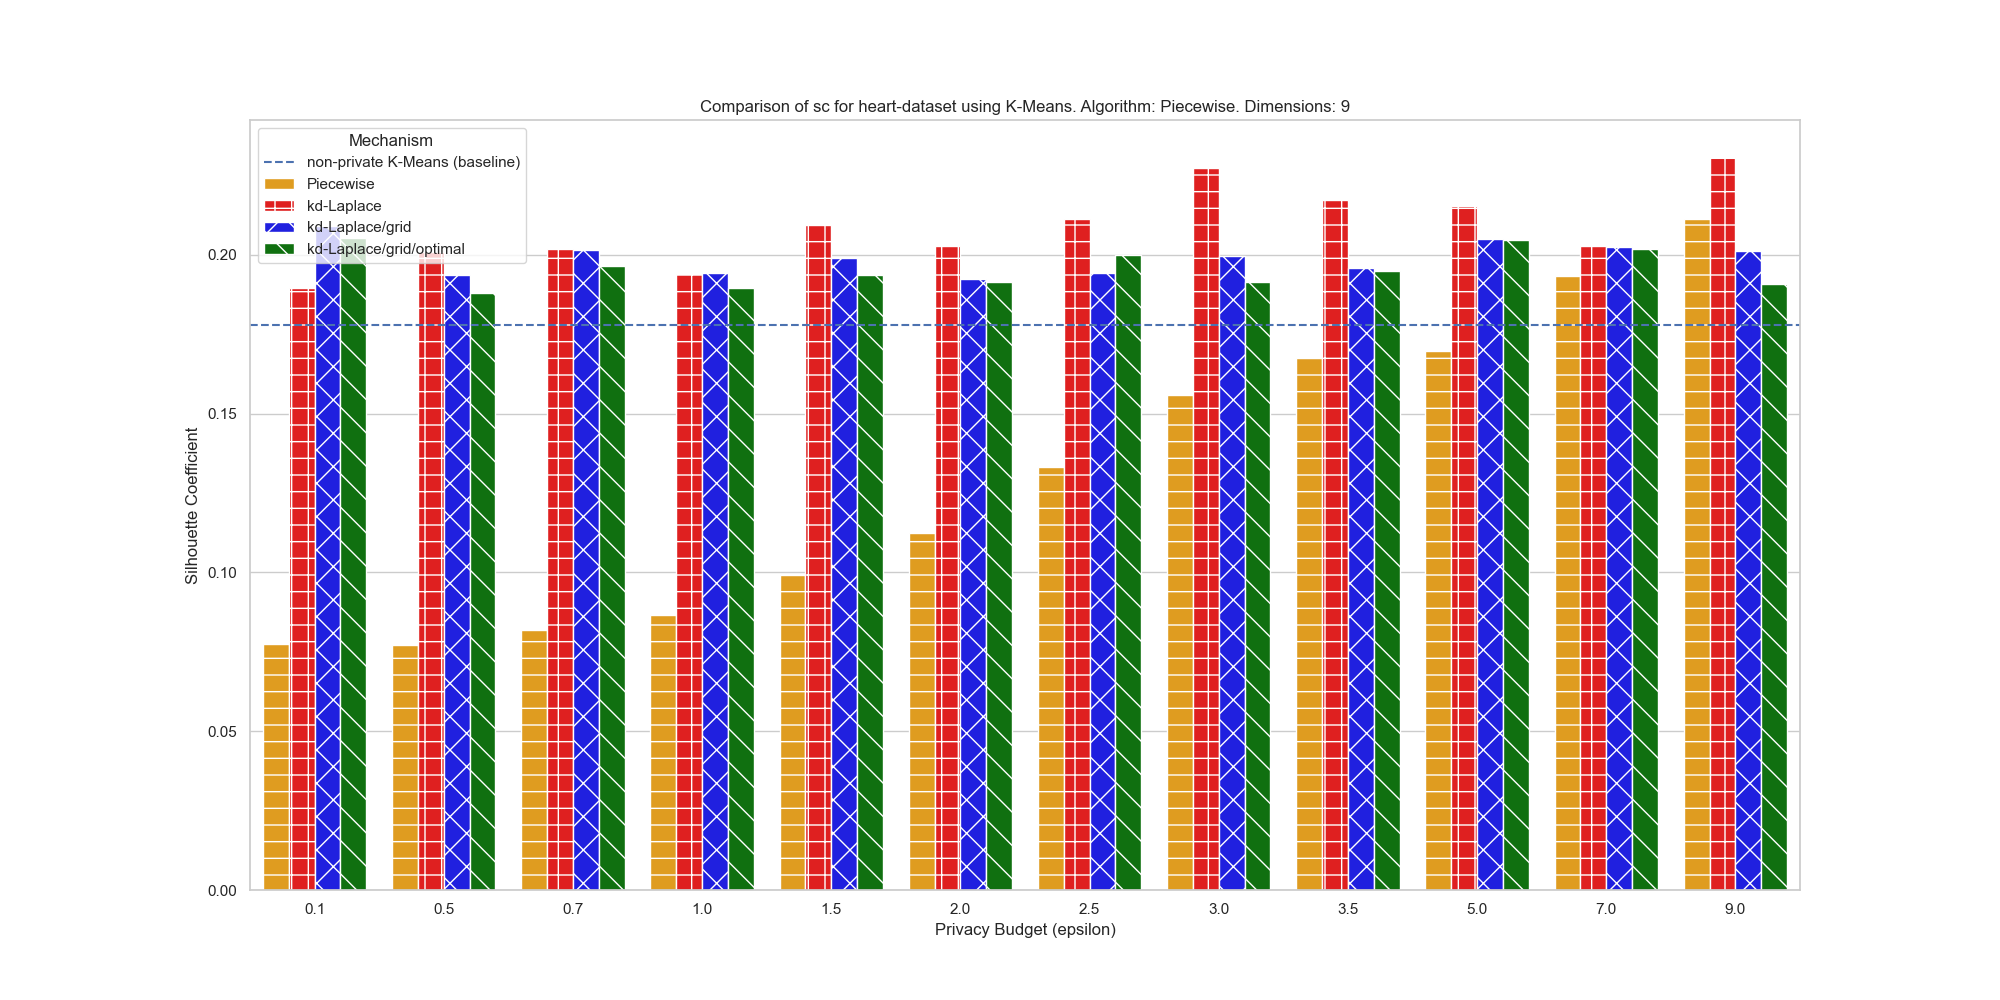 Comparison of sc for heart-dataset using K-Means. Algorithm: Piecewise. Dimensions: 9
Mechanism
non-private K-Means (baseline)
Piecewise
kd-Laplace
kd-Laplace/grid
kd-Laplace/grid/optimal
Silhouette Coefficient
0.20
0.15
0.10
0.05
0.00
0.1 0.5 0.7 1.0 1.5 2.0 2.5 3.0 3.5 5.0 7.0 9.0
Privacy Budget (epsilon)